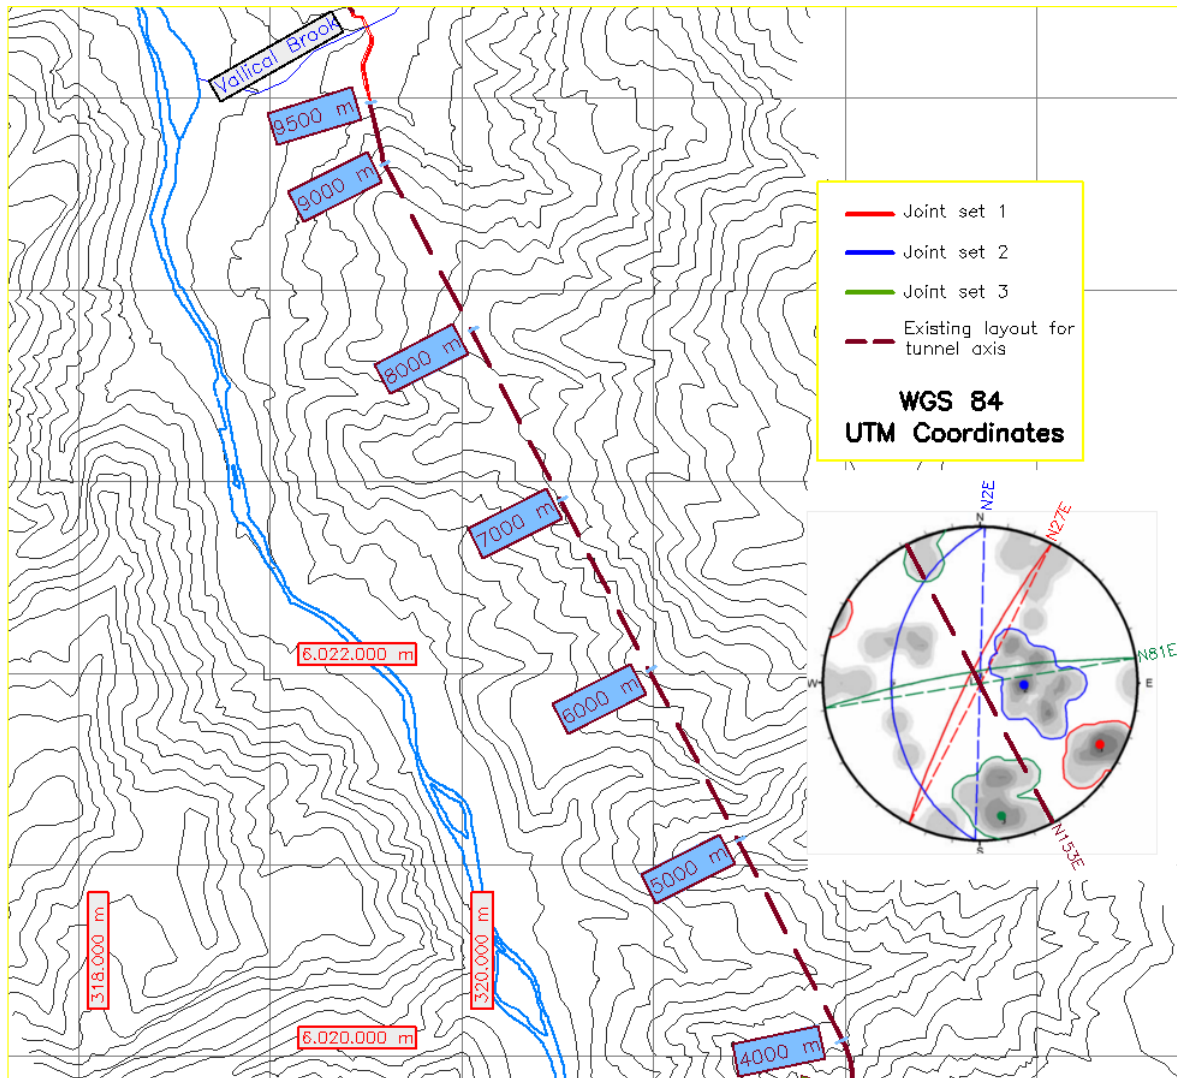 Vallical Brook
9500 m
9000 m
8000 m
7000 m
6000 m
5000 m
4000 m
6.022.000 m
6.020.000 m
318.000 m
320.000 m
Joint set 1
Joint set 2
Joint set 3
Existing layout for
tunnel axis
WGS 84
UTM Coordinates
N
N2E
N27E
N81E
W
E
S
N153E